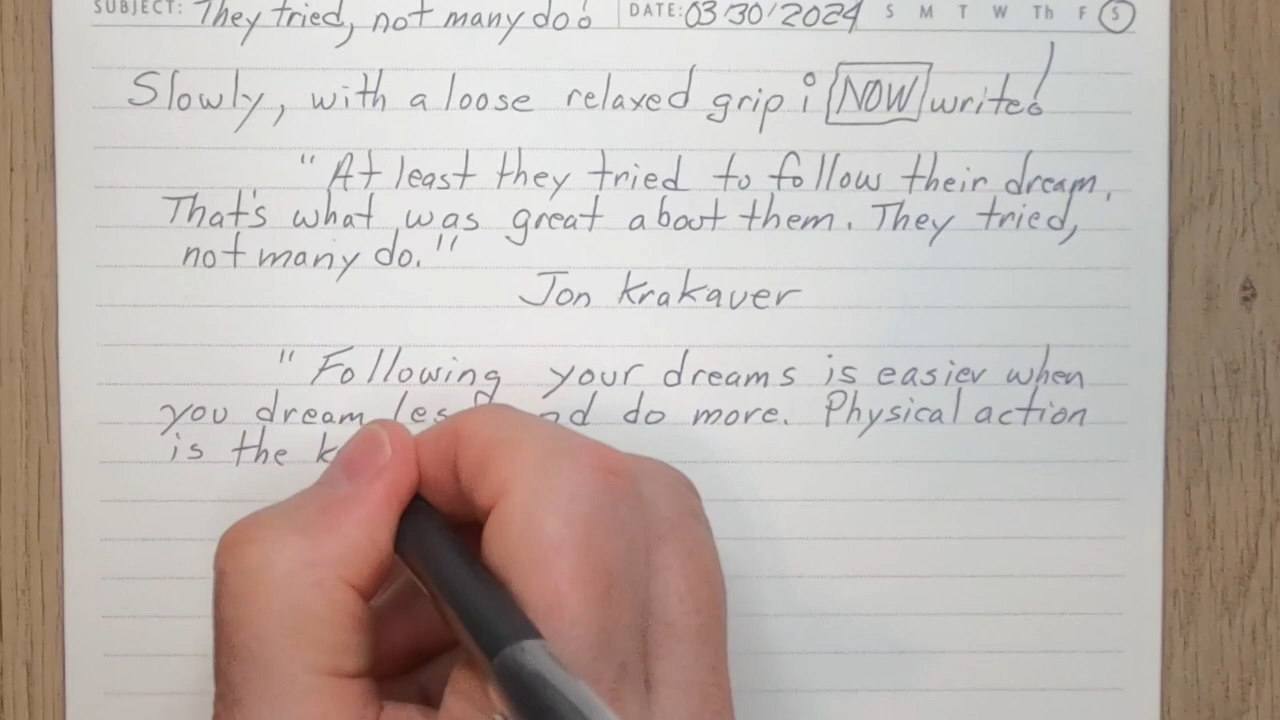 SUBJECT: They tried, not many do! DATE: 03/30/2024 S M T W Th F S
Slowly, with a loose relaxed grip i NOW write!
"At least they tried to follow their dream.
That's what was great about them. They tried,
not many do."
Jon Krakauer
"Following your dreams is easier when
you dream do more. Physical action
is the